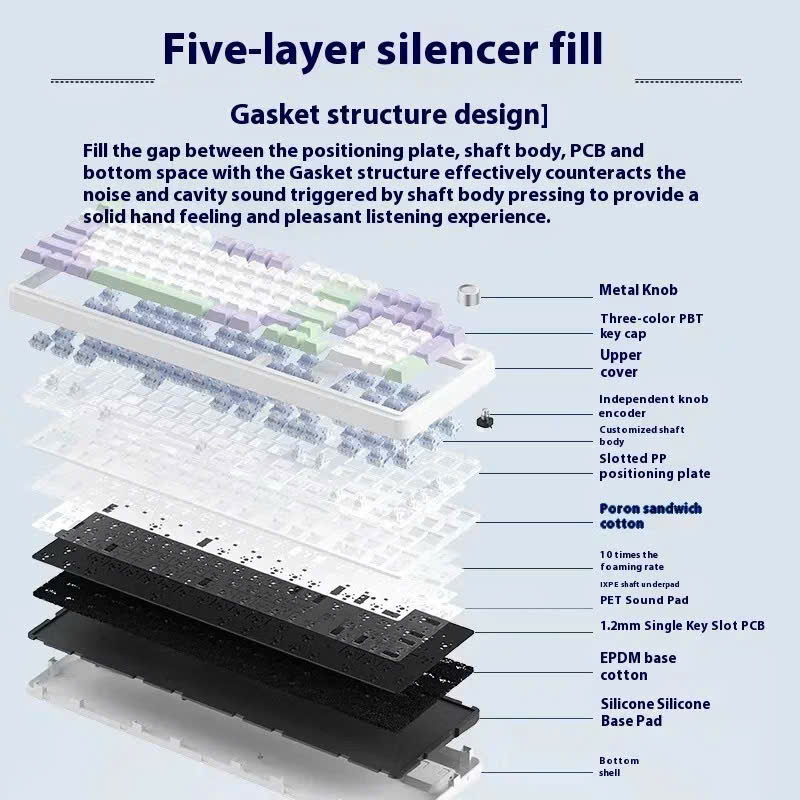 Five-layer silencer fill
Gasket structure design]
Fill the gap between the positioning plate, shaft body, PCB and
bottom space with the Gasket structure effectively counteracts the
noise and cavity sound triggered by shaft body pressing to provide a
solid hand feeling and pleasant listening experience.
Metal Knob
Three-color PBT
key cap
Upper
cover
Independent knob
encoder
Customized shaft
body
Slotted PP
positioning plate
Poron sandwich
cotton
10 times the
foaming rate
IXPE shaft underpad
PET Sound Pad
1.2mm Single Key Slot PCB
EPDM base
cotton
Silicone Silicone
Base Pad
Bottom
shell